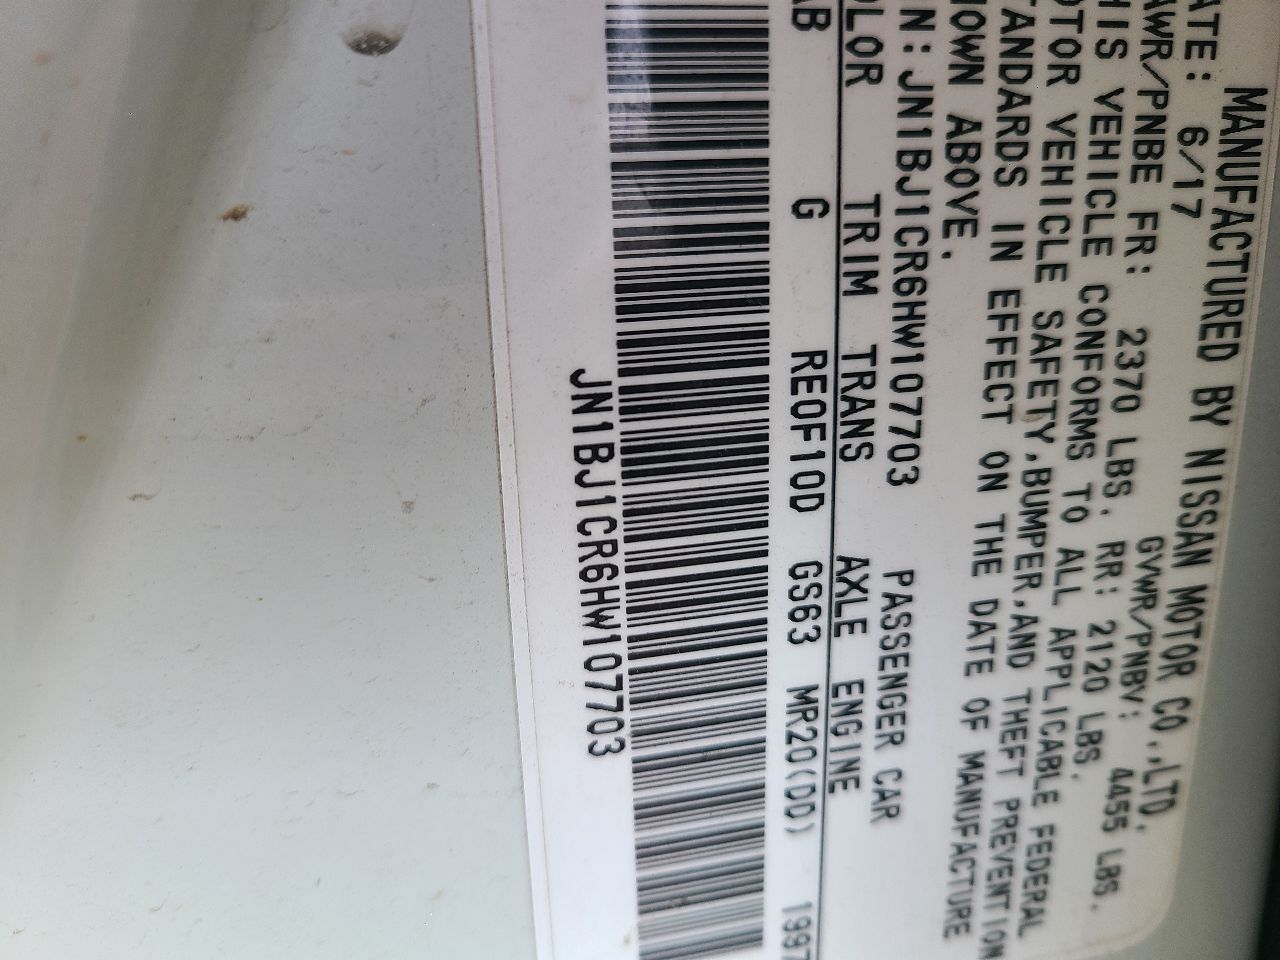 MANUFACTURED BY NISSAN MOTOR CO.,LTD.
ATE: 6/17 GVWR/PNBV: 4455 LBS.
AWR/PNBE FR: 2370 LBS. RR: 2120 LBS.
HIS VEHICLE CONFORMS TO ALL APPLICABLE FEDERAL
OTOR VEHICLE SAFETY,BUMPER,AND THEFT PREVENTION
TANDARDS IN EFFECT ON THE DATE OF MANUFACTURE
HOWN ABOVE.
IN: JN1BJ1CR6HW107703 PASSENGER CAR
OLOR TRIM TRANS AXLE ENGINE
AB G RE0F10D GS63 MR20(DD) 1997
JN1BJ1CR6HW107703